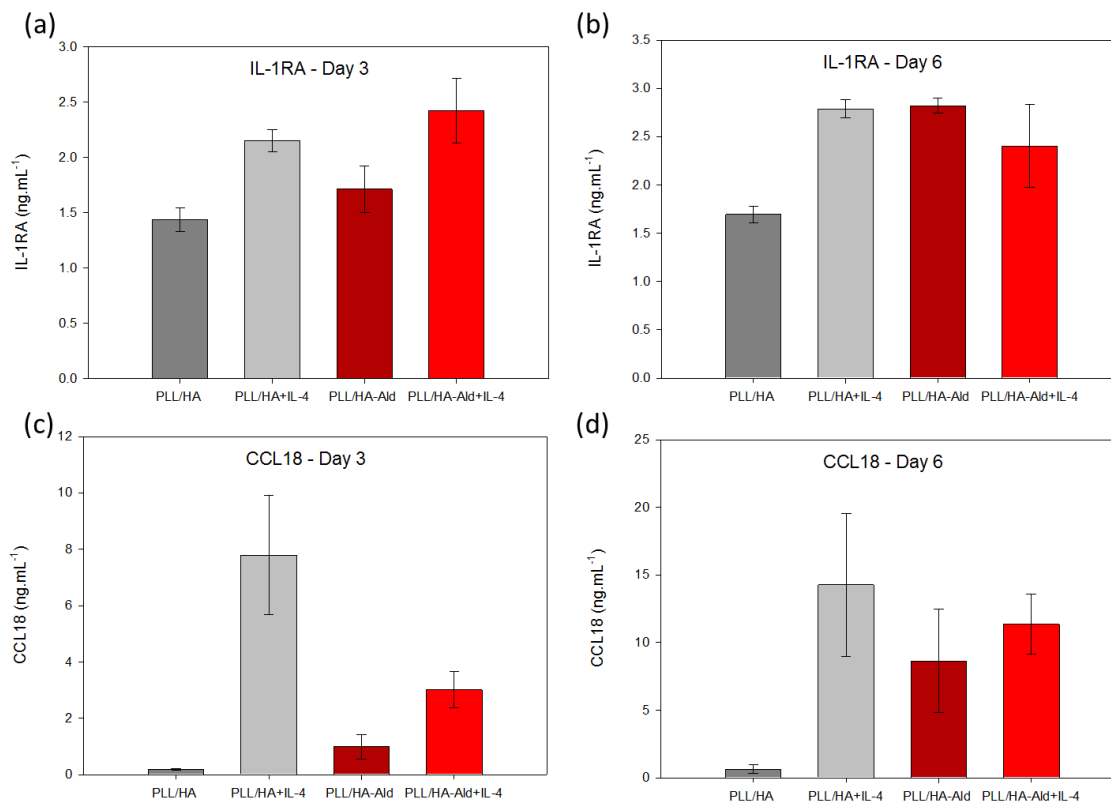 (a)
IL-1RA - Day 3
IL-1RA (ng.mL⁻¹)
3.0
2.5
2.0
1.5
1.0
0.5
0.0
PLL/HA PLL/HA+IL-4 PLL/HA-Ald PLL/HA-Ald+IL-4
(b)
IL-1RA - Day 6
IL-1RA (ng.mL⁻¹)
3.5
3.0
2.5
2.0
1.5
1.0
0.5
0.0
PLL/HA PLL/HA+IL-4 PLL/HA-Ald PLL/HA-Ald+IL-4
(c)
CCL18 - Day 3
CCL18 (ng.mL⁻¹)
12
10
8
6
4
2
0
PLL/HA PLL/HA+IL-4 PLL/HA-Ald PLL/HA-Ald+IL-4
(d)
CCL18 - Day 6
CCL18 (ng.mL⁻¹)
25
20
15
10
5
0
PLL/HA PLL/HA+IL-4 PLL/HA-Ald PLL/HA-Ald+IL-4